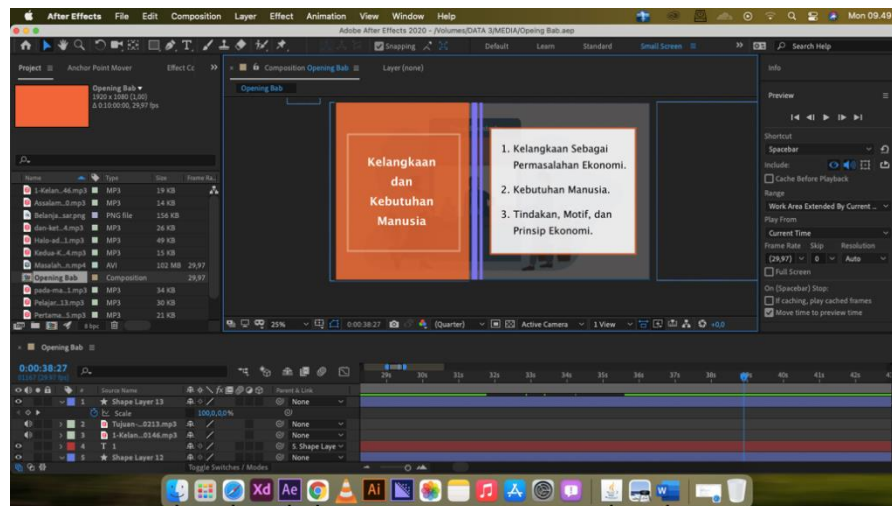 After Effects File Edit Composition Layer Effect Animation View Window Help Mon 09.49
Adobe After Effects 2020 - /Volumes/DATA 3/MEDIA/Opeing Bab.aep
Snapping Default Learn Standard Small Screen Search Help
Project Anchor Point Mover Effect Cc
Composition Opening Bab Layer (none)
Info
Opening Bab
1920 x 1080 (1,00)
Δ 0:10:00:00, 29,97 fps
Opening Bab
Preview
Shortcut
Spacebar
Include:
Cache Before Playback
Range
Work Area Extended By Current ...
Play From
Current Time
Frame Rate Skip Resolution
(29,97) 0 Auto
Full Screen
On (Spacebar) Stop:
If caching, play cached frames
Move time to preview time
Name Type Size Frame Ra..
1-Kelan..46.mp3 MP3 19 KB
Assalam..0.mp3 MP3 14 KB
Belanja..sar.png PNG file 156 KB
dan-ket..4.mp3 MP3 26 KB
Halo-ad..1.mp3 MP3 49 KB
Kedua-K..4.mp3 MP3 15 KB
Masalah..n.mp4 AVI 102 MB 29,97
Opening Bab Composition 29,97
pada-ma..1.mp3 MP3 34 KB
Pelajar..13.mp3 MP3 30 KB
Pertama..5.mp3 MP3 21 KB
8 bpc
Kelangkaan
dan
Kebutuhan
Manusia
1. Kelangkaan Sebagai
Permasalahan Ekonomi.
2. Kebutuhan Manusia.
3. Tindakan, Motif, dan
Prinsip Ekonomi.
25% 0:00:38:27 (Quarter) Active Camera 1 View +0,0
Opening Bab
0:00:38:27
29s 30s 31s 32s 33s 34s 35s 36s 37s 38s 40s 41s 42s
# Source Name Parent & Link
1 Shape Layer 13 None
Scale 100,0,0,0%
2 Tujuan-..0213.mp3 None
3 1-Kelan..0146.mp3 None
4 T 1 5. Shape Laye
5 Shape Layer 12 None
Toggle Switches / Modes
Xd Ae Ai